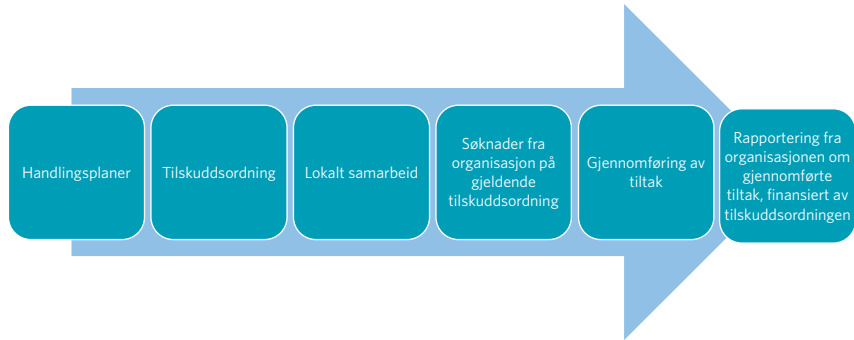 Handlingsplaner
Tilskuddsordning
Lokalt samarbeid
Søknader fra
organisasjon på
gjeldende
tilskuddsordning
Gjennomføring av
tiltak
Rapportering fra
organisasjonen om
gjennomførte
tiltak, finansiert av
tilskuddsordningen